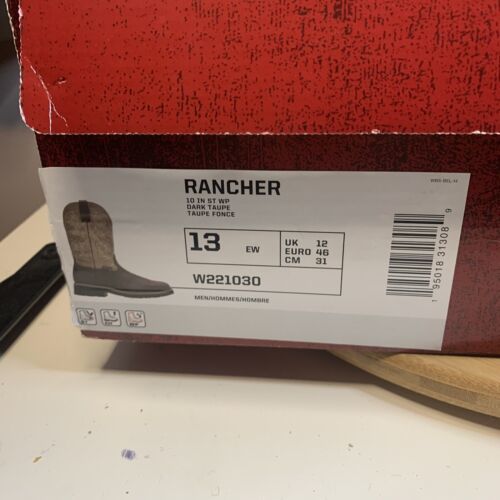 RANCHER
10 IN ST WP
DARK TAUPE
TAUPE FONCE
13 EW
UK 12
EURO 46
CM 31
W221030
MEN/HOMMES/HOMBRE
1 95018 31308 9